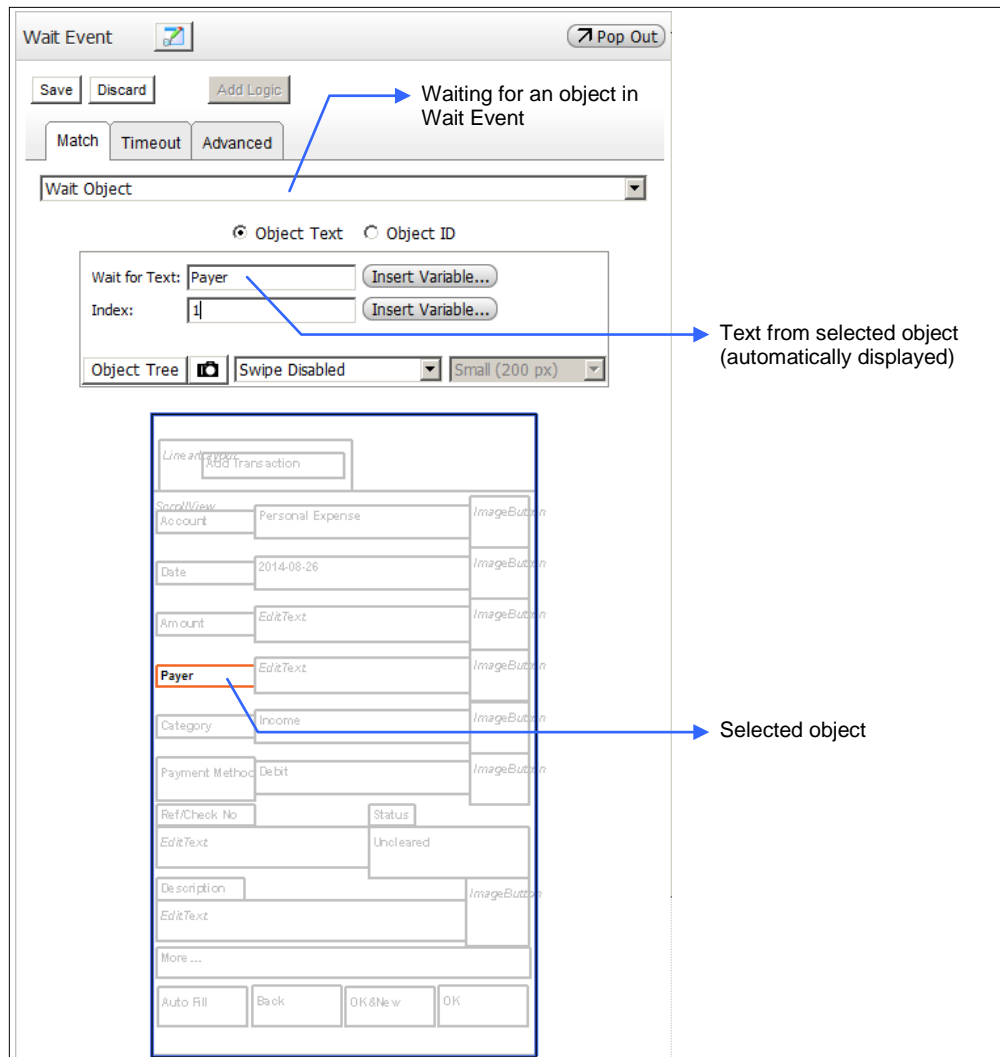 Wait Event
Pop Out
Save Discard Add Logic
Waiting for an object in
Wait Event
Match Timeout Advanced
Wait Object
Object Text Object ID
Wait for Text: Payer Insert Variable...
Index: 1 Insert Variable...
Text from selected object
(automatically displayed)
Object Tree Swipe Disabled Small (200 px)
LinearLayout
Add Transaction
ScrollView
Account Personal Expense ImageButton
Date 2014-08-26 ImageButton
Amount EditText ImageButton
Payer EditText ImageButton
Category Income ImageButton
Selected object
Payment Method Debit ImageButton
Ref/Check No Status
EditText Uncleared
Description ImageButton
EditText
More ...
Auto Fill Back OK&New OK